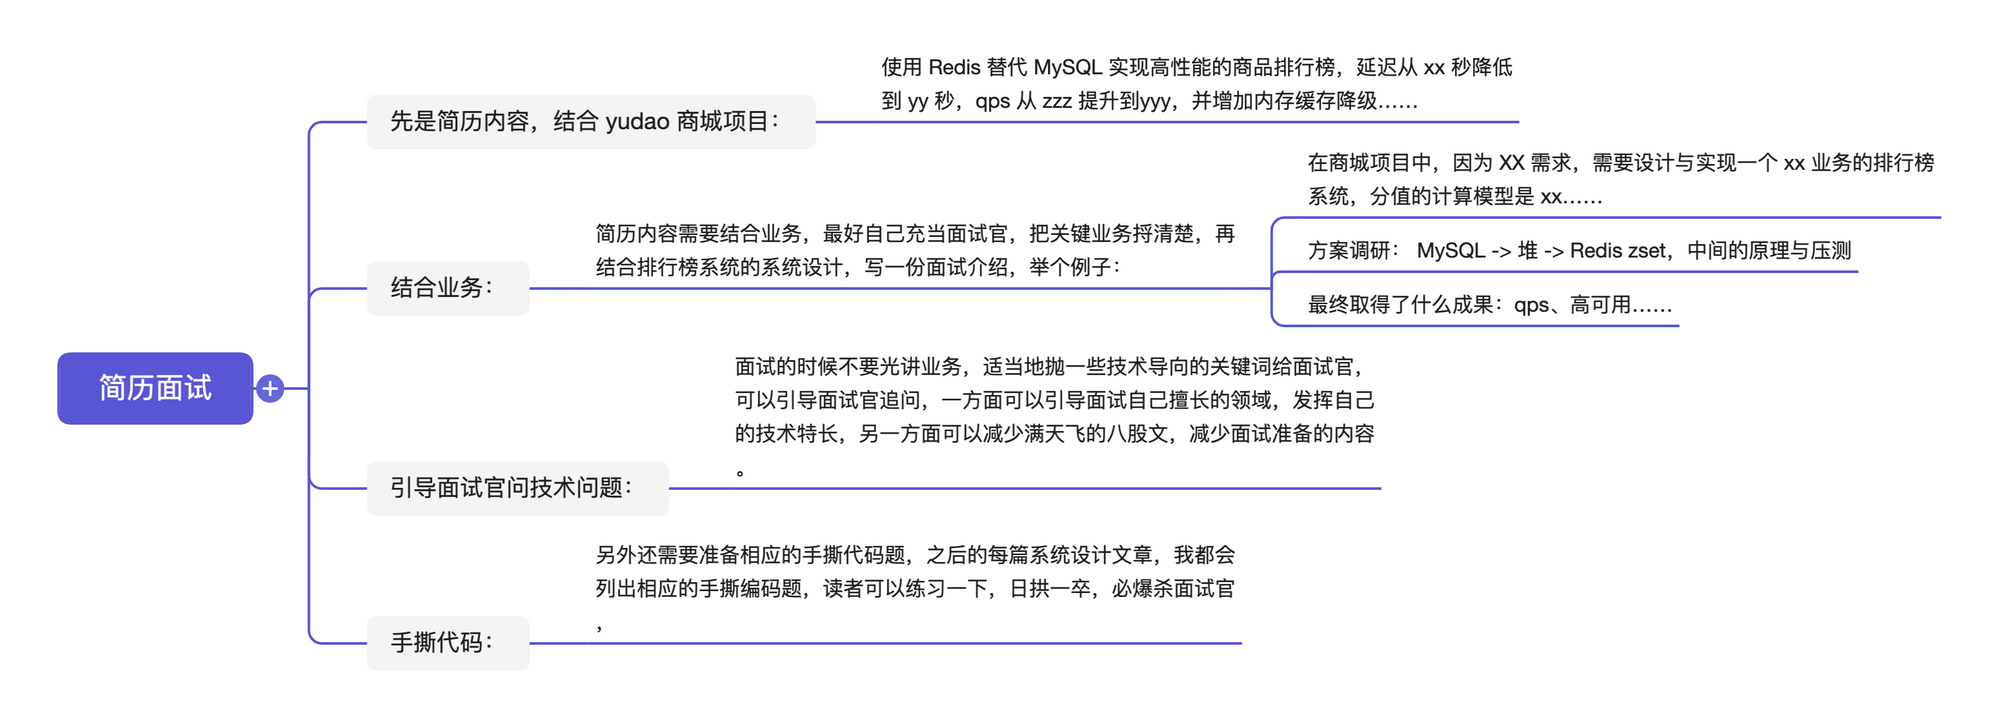 简历面试
先是简历内容，结合 yudao 商城项目：
使用 Redis 替代 MySQL 实现高性能的商品排行榜，延迟从 xx 秒降低
到 yy 秒，qps 从 zzz 提升到yyy，并增加内存缓存降级……
结合业务：
简历内容需要结合业务，最好自己充当面试官，把关键业务捋清楚，再
结合排行榜系统的系统设计，写一份面试介绍，举个例子：
在商城项目中，因为 XX 需求，需要设计与实现一个 xx 业务的排行榜
系统，分值的计算模型是 xx……
方案调研： MySQL -> 堆 -> Redis zset，中间的原理与压测
最终取得了什么成果：qps、高可用……
引导面试官问技术问题：
面试的时候不要光讲业务，适当地抛一些技术导向的关键词给面试官，
可以引导面试官追问，一方面可以引导面试自己擅长的领域，发挥自己
的技术特长，另一方面可以减少满天飞的八股文，减少面试准备的内容
。
手撕代码：
另外还需要准备相应的手撕代码题，之后的每篇系统设计文章，我都会
列出相应的手撕编码题，读者可以练习一下，日拱一卒，必爆杀面试官
，